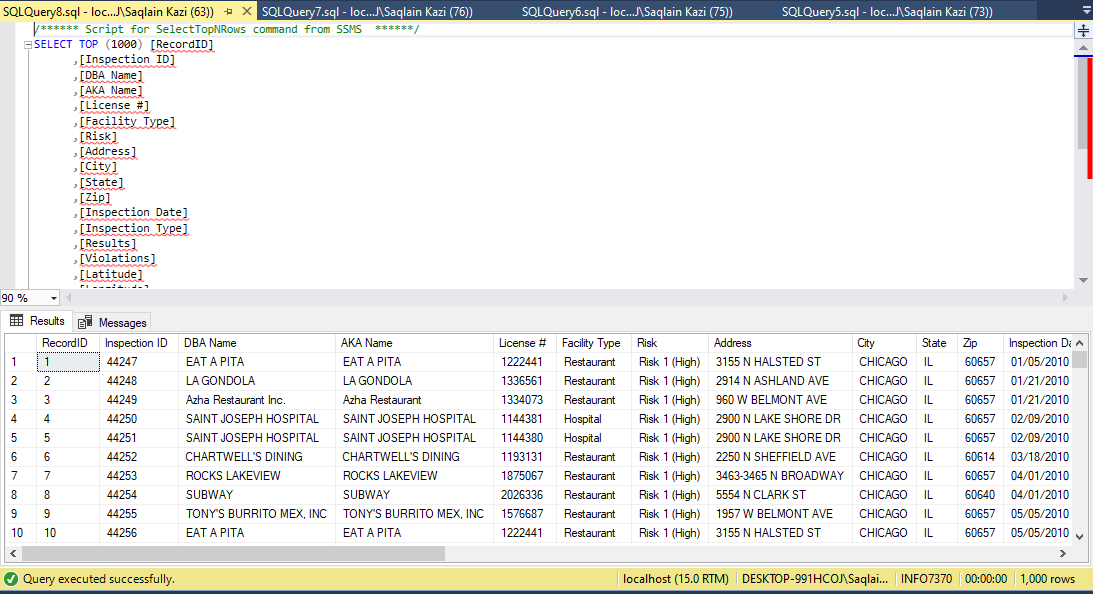 SQLQuery8.sql - loc...J\Saqlain Kazi (63)) SQLQuery7.sql - loc...J\Saqlain Kazi (76)) SQLQuery6.sql - loc...J\Saqlain Kazi (75)) SQLQuery5.sql - loc...J\Saqlain Kazi (73))
/****** Script for SelectTopNRows command from SSMS ******/
SELECT TOP (1000) [RecordID]
,[Inspection ID]
,[DBA Name]
,[AKA Name]
,[License #]
,[Facility Type]
,[Risk]
,[Address]
,[City]
,[State]
,[Zip]
,[Inspection Date]
,[Inspection Type]
,[Results]
,[Violations]
,[Latitude]
90 %
Results Messages
RecordID Inspection ID DBA Name AKA Name License # Facility Type Risk Address City State Zip Inspection Da
1 1 44247 EAT A PITA EAT A PITA 1222441 Restaurant Risk 1 (High) 3155 N HALSTED ST CHICAGO IL 60657 01/05/2010
2 2 44248 LA GONDOLA LA GONDOLA 1336561 Restaurant Risk 1 (High) 2914 N ASHLAND AVE CHICAGO IL 60657 01/21/2010
3 3 44249 Azha Restaurant Inc. Azha Restaurant 1334073 Restaurant Risk 1 (High) 960 W BELMONT AVE CHICAGO IL 60657 01/21/2010
4 4 44250 SAINT JOSEPH HOSPITAL SAINT JOSEPH HOSPITAL 1144381 Hospital Risk 1 (High) 2900 N LAKE SHORE DR CHICAGO IL 60657 02/09/2010
5 5 44251 SAINT JOSEPH HOSPITAL SAINT JOSEPH HOSPITAL 1144380 Hospital Risk 1 (High) 2900 N LAKE SHORE DR CHICAGO IL 60657 02/09/2010
6 6 44252 CHARTWELL'S DINING CHARTWELL'S DINING 1193131 Restaurant Risk 1 (High) 2250 N SHEFFIELD AVE CHICAGO IL 60614 03/18/2010
7 7 44253 ROCKS LAKEVIEW ROCKS LAKEVIEW 1875067 Restaurant Risk 1 (High) 3463-3465 N BROADWAY CHICAGO IL 60657 04/01/2010
8 8 44254 SUBWAY SUBWAY 2026336 Restaurant Risk 1 (High) 5554 N CLARK ST CHICAGO IL 60640 04/01/2010
9 9 44255 TONY'S BURRITO MEX, INC TONY'S BURRITO MEX, INC 1576687 Restaurant Risk 1 (High) 1957 W BELMONT AVE CHICAGO IL 60657 05/05/2010
10 10 44256 EAT A PITA EAT A PITA 1222441 Restaurant Risk 1 (High) 3155 N HALSTED ST CHICAGO IL 60657 05/05/2010
Query executed successfully. localhost (15.0 RTM) DESKTOP-991HCOJ\Saqlai... INFO7370 00:00:00 1,000 rows